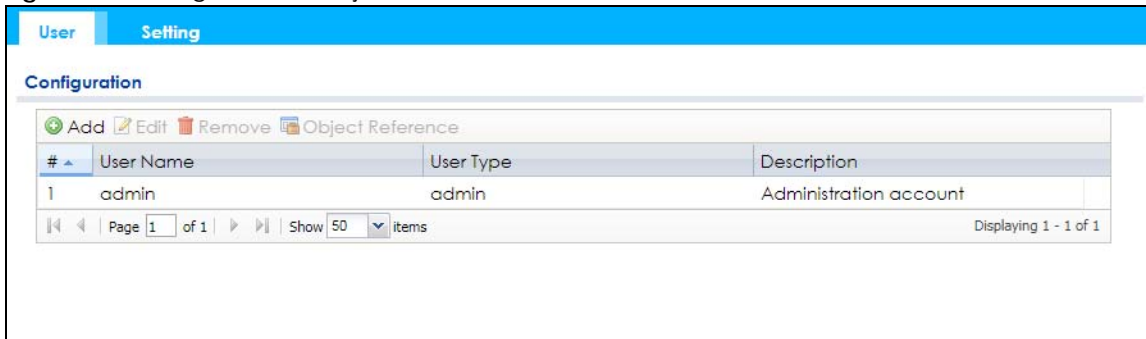 User Setting
Configuration
Add Edit Remove Object Reference
# User Name User Type Description
1 admin admin Administration account
Page 1 of 1 Show 50 items Displaying 1 - 1 of 1